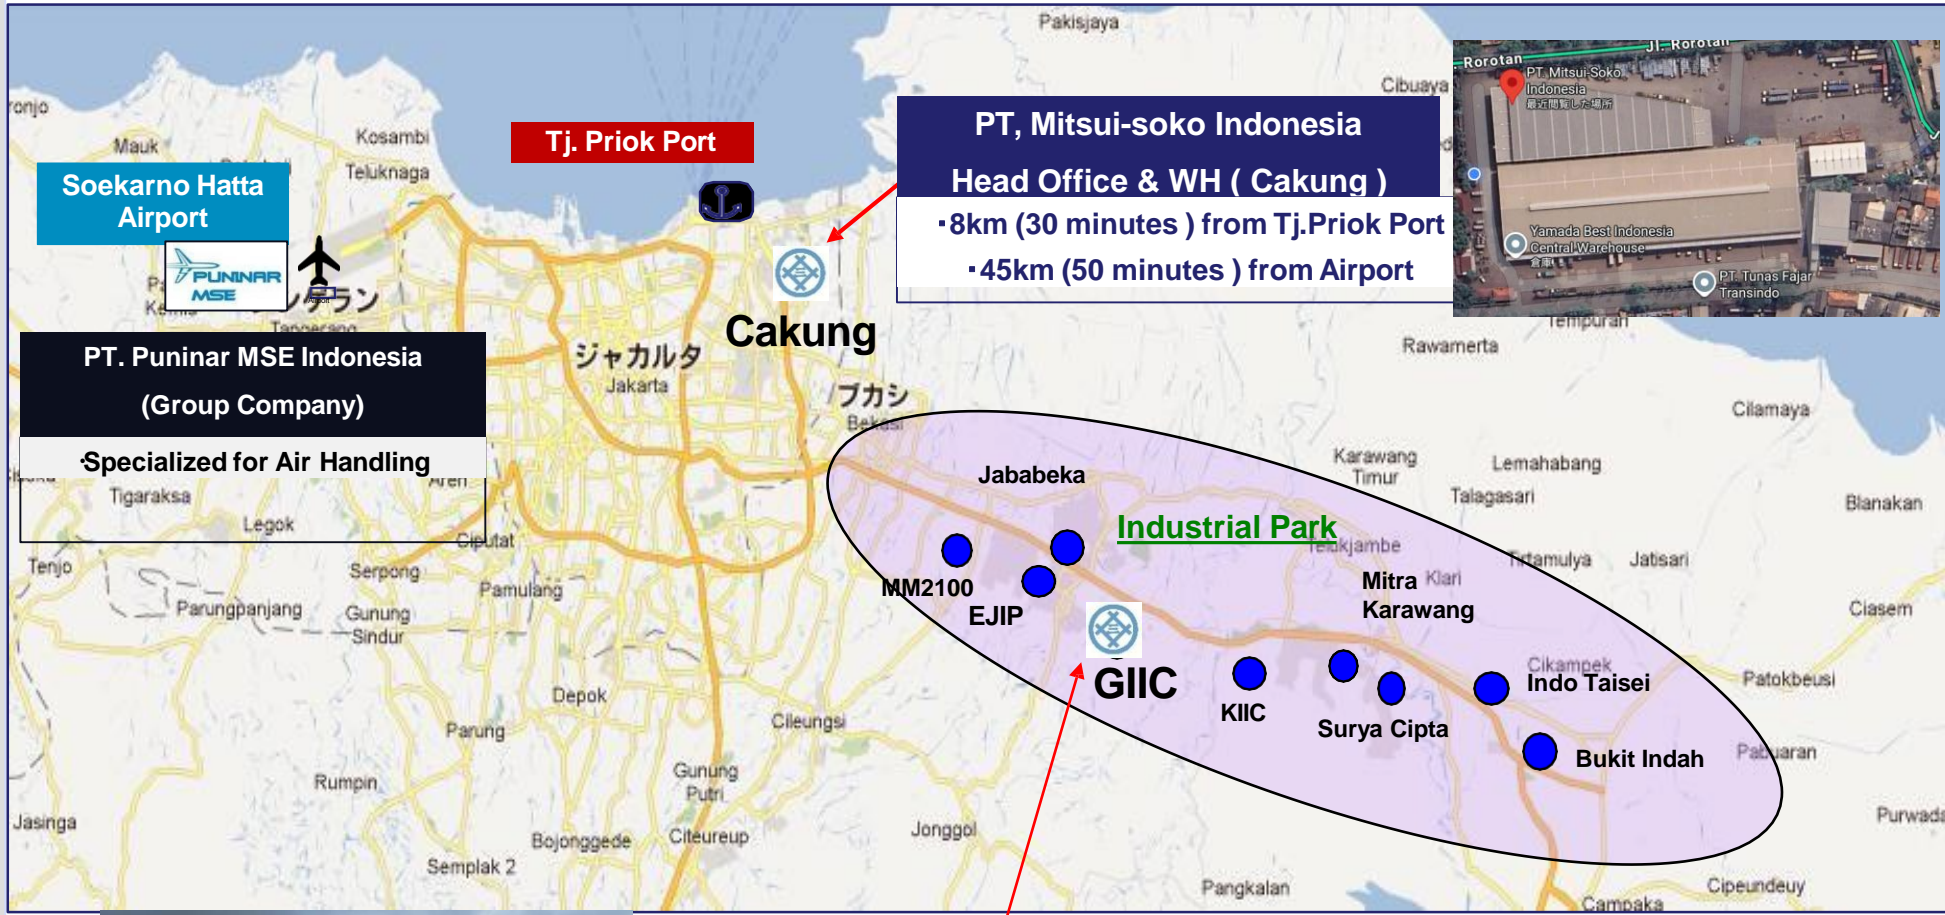 Pakisjaya
Jl. Rorotan
Rorotan
PT. Mitsui-Soko
Indonesia
最近閲覧した場所
Cibuaya
ronjo
Mauk
Kosambi
Teluknaga
Tj. Priok Port
PT, Mitsui-soko Indonesia
Head Office & WH ( Cakung )
・8km (30 minutes ) from Tj.Priok Port
・45km (50 minutes ) from Airport
Soekarno Hatta
Airport
PUNINAR
MSE
Airport
ンゲラン
Tangerang
Yamada Best Indonesia
Central Warehouse
倉庫
PT. Tunas Fajar
Transindo
Tempuran
Rawamerta
Cakung
ジャカルタ
Jakarta
ブカシ
Bekasi
PT. Puninar MSE Indonesia
(Group Company)
・Specialized for Air Handling
Cilamaya
Karawang
Timur
Lemahabang
Talagasari
Blanakan
Jababeka
Industrial Park
Telukjambe
Tirtamulya
Jatisari
Tigaraksa
Legok
Ciputat
Tenjo
Serpong
Pamulang
Parungpanjang
Gunung
Sindur
MM2100
EJIP
Mitra
Karawang
Klari
Ciasem
GIIC
KIIC
Surya Cipta
Cikampek
Indo Taisei
Patokbeusi
Bukit Indah
Pabuaran
Depok
Cileungsi
Parung
Rumpin
Gunung
Putri
Jasinga
Bojonggede
Citeureup
Jonggol
Purwada
Semplak 2
Pangkalan
Cipeundeuy
Campaka